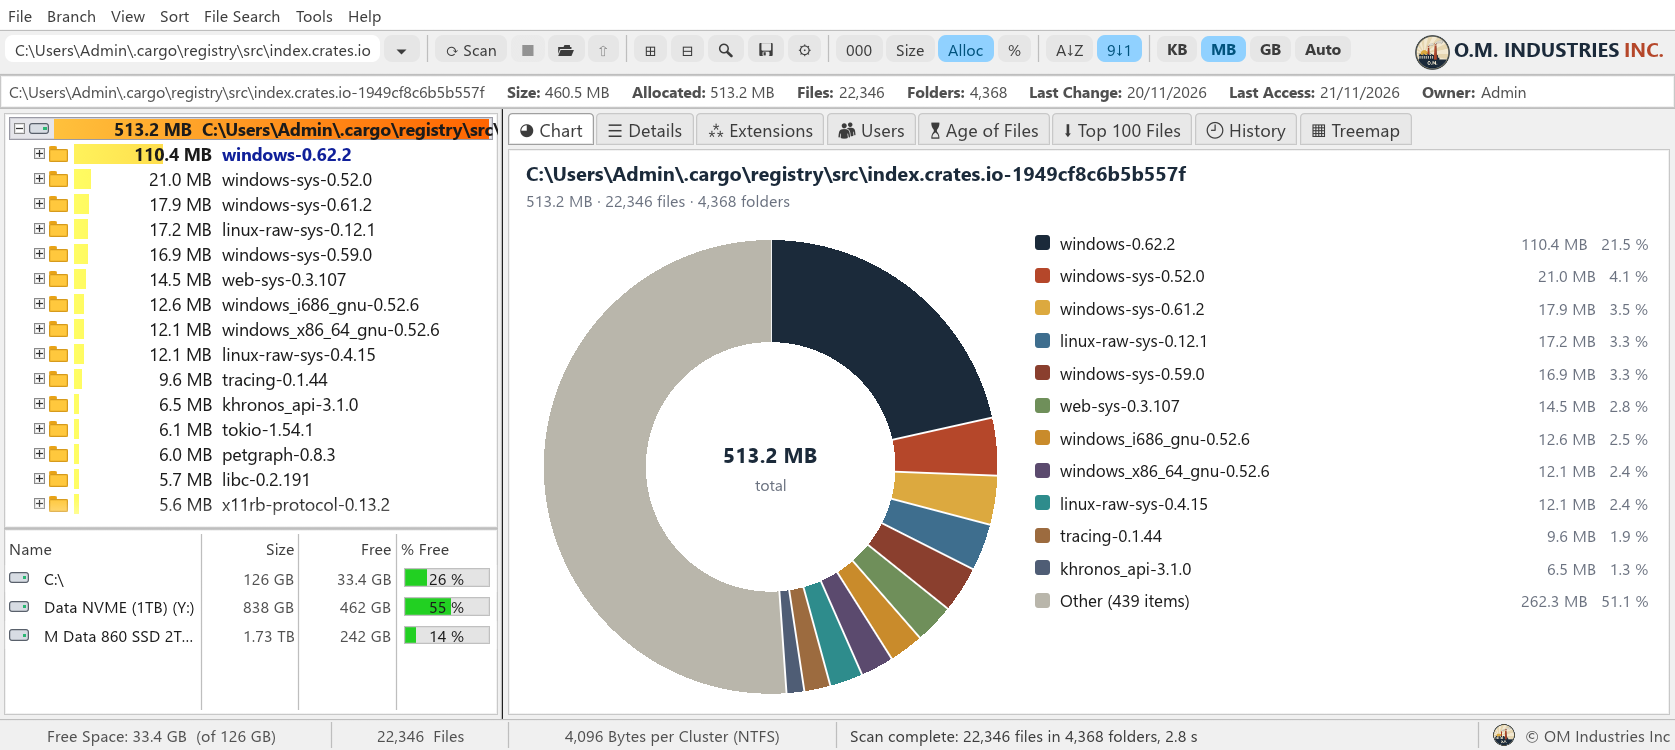 File Branch View Sort File Search Tools Help
C:\Users\Admin\.cargo\registry\src\index.crates.io Scan 000 Size Alloc % A↓Z 9↓1 KB MB GB Auto O.M. INDUSTRIES INC.
C:\Users\Admin\.cargo\registry\src\index.crates.io-1949cf8c6b5b557f Size: 460.5 MB Allocated: 513.2 MB Files: 22,346 Folders: 4,368 Last Change: 20/11/2026 Last Access: 21/11/2026 Owner: Admin
513.2 MB C:\Users\Admin\.cargo\registry\src\
110.4 MB windows-0.62.2
21.0 MB windows-sys-0.52.0
17.9 MB windows-sys-0.61.2
17.2 MB linux-raw-sys-0.12.1
16.9 MB windows-sys-0.59.0
14.5 MB web-sys-0.3.107
12.6 MB windows_i686_gnu-0.52.6
12.1 MB windows_x86_64_gnu-0.52.6
12.1 MB linux-raw-sys-0.4.15
9.6 MB tracing-0.1.44
6.5 MB khronos_api-3.1.0
6.1 MB tokio-1.54.1
6.0 MB petgraph-0.8.3
5.7 MB libc-0.2.191
5.6 MB x11rb-protocol-0.13.2
Name Size Free % Free
C:\ 126 GB 33.4 GB 26 %
Data NVME (1TB) (Y:) 838 GB 462 GB 55 %
M Data 860 SSD 2T... 1.73 TB 242 GB 14 %
Chart Details Extensions Users Age of Files Top 100 Files History Treemap
C:\Users\Admin\.cargo\registry\src\index.crates.io-1949cf8c6b5b557f
513.2 MB · 22,346 files · 4,368 folders
513.2 MB
total
windows-0.62.2 110.4 MB 21.5 %
windows-sys-0.52.0 21.0 MB 4.1 %
windows-sys-0.61.2 17.9 MB 3.5 %
linux-raw-sys-0.12.1 17.2 MB 3.3 %
windows-sys-0.59.0 16.9 MB 3.3 %
web-sys-0.3.107 14.5 MB 2.8 %
windows_i686_gnu-0.52.6 12.6 MB 2.5 %
windows_x86_64_gnu-0.52.6 12.1 MB 2.4 %
linux-raw-sys-0.4.15 12.1 MB 2.4 %
tracing-0.1.44 9.6 MB 1.9 %
khronos_api-3.1.0 6.5 MB 1.3 %
Other (439 items) 262.3 MB 51.1 %
Free Space: 33.4 GB (of 126 GB) 22,346 Files 4,096 Bytes per Cluster (NTFS) Scan complete: 22,346 files in 4,368 folders, 2.8 s © OM Industries Inc